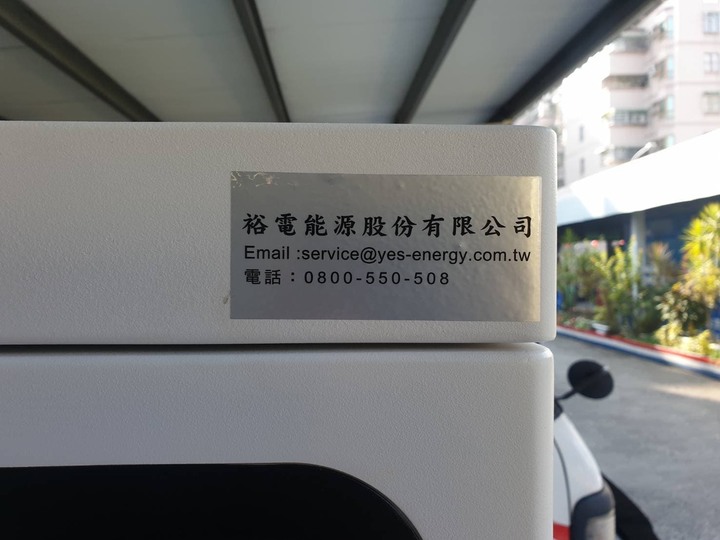 裕電能源股份有限公司
Email :service@yes-energy.com.tw
電話：0800-550-508